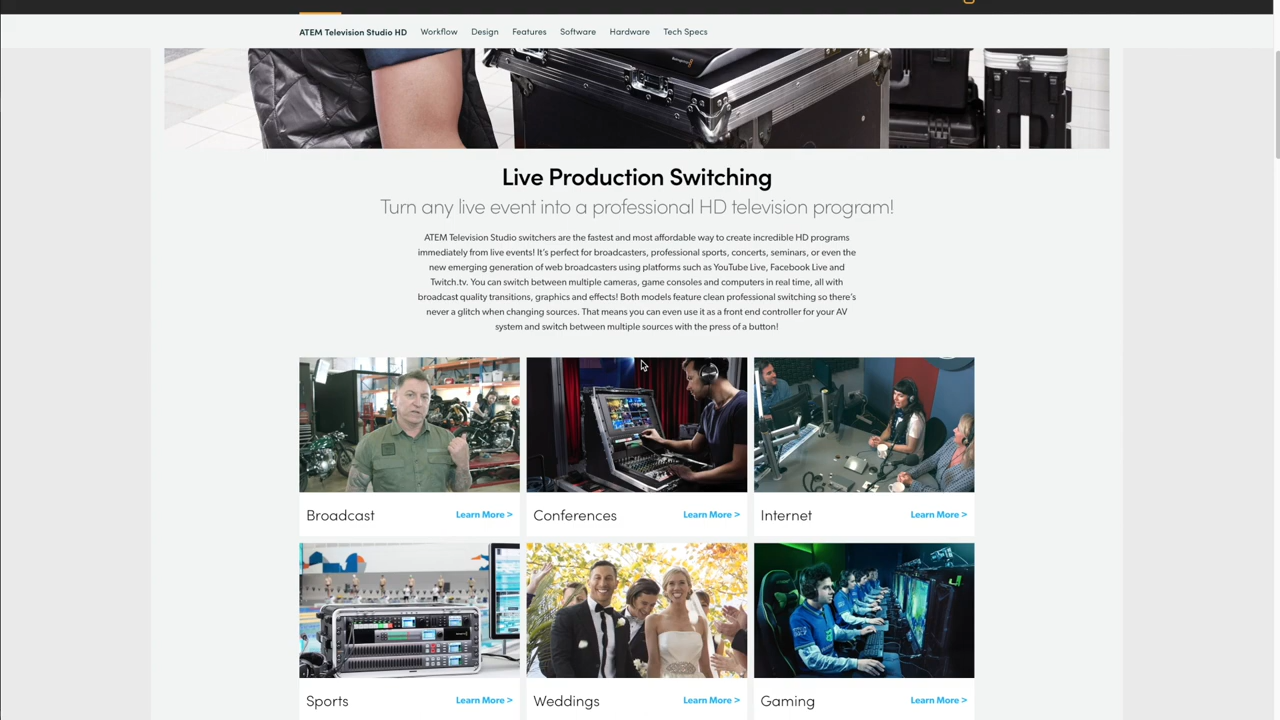 ATEM Television Studio HD Workflow Design Features Software Hardware Tech Specs
Live Production Switching
Turn any live event into a professional HD television program!
ATEM Television Studio switchers are the fastest and most affordable way to create incredible HD programs
immediately from live events! It's perfect for broadcasters, professional sports, concerts, seminars, or even the
new emerging generation of web broadcasters using platforms such as YouTube Live, Facebook Live and
Twitch.tv. You can switch between multiple cameras, game consoles and computers in real time, all with
broadcast quality transitions, graphics and effects! Both models feature clean professional switching so there's
never a glitch when changing sources. That means you can even use it as a front end controller for your AV
system and switch between multiple sources with the press of a button!
Broadcast Learn More >
Conferences Learn More >
Internet Learn More >
Sports Learn More >
Weddings Learn More >
Gaming Learn More >